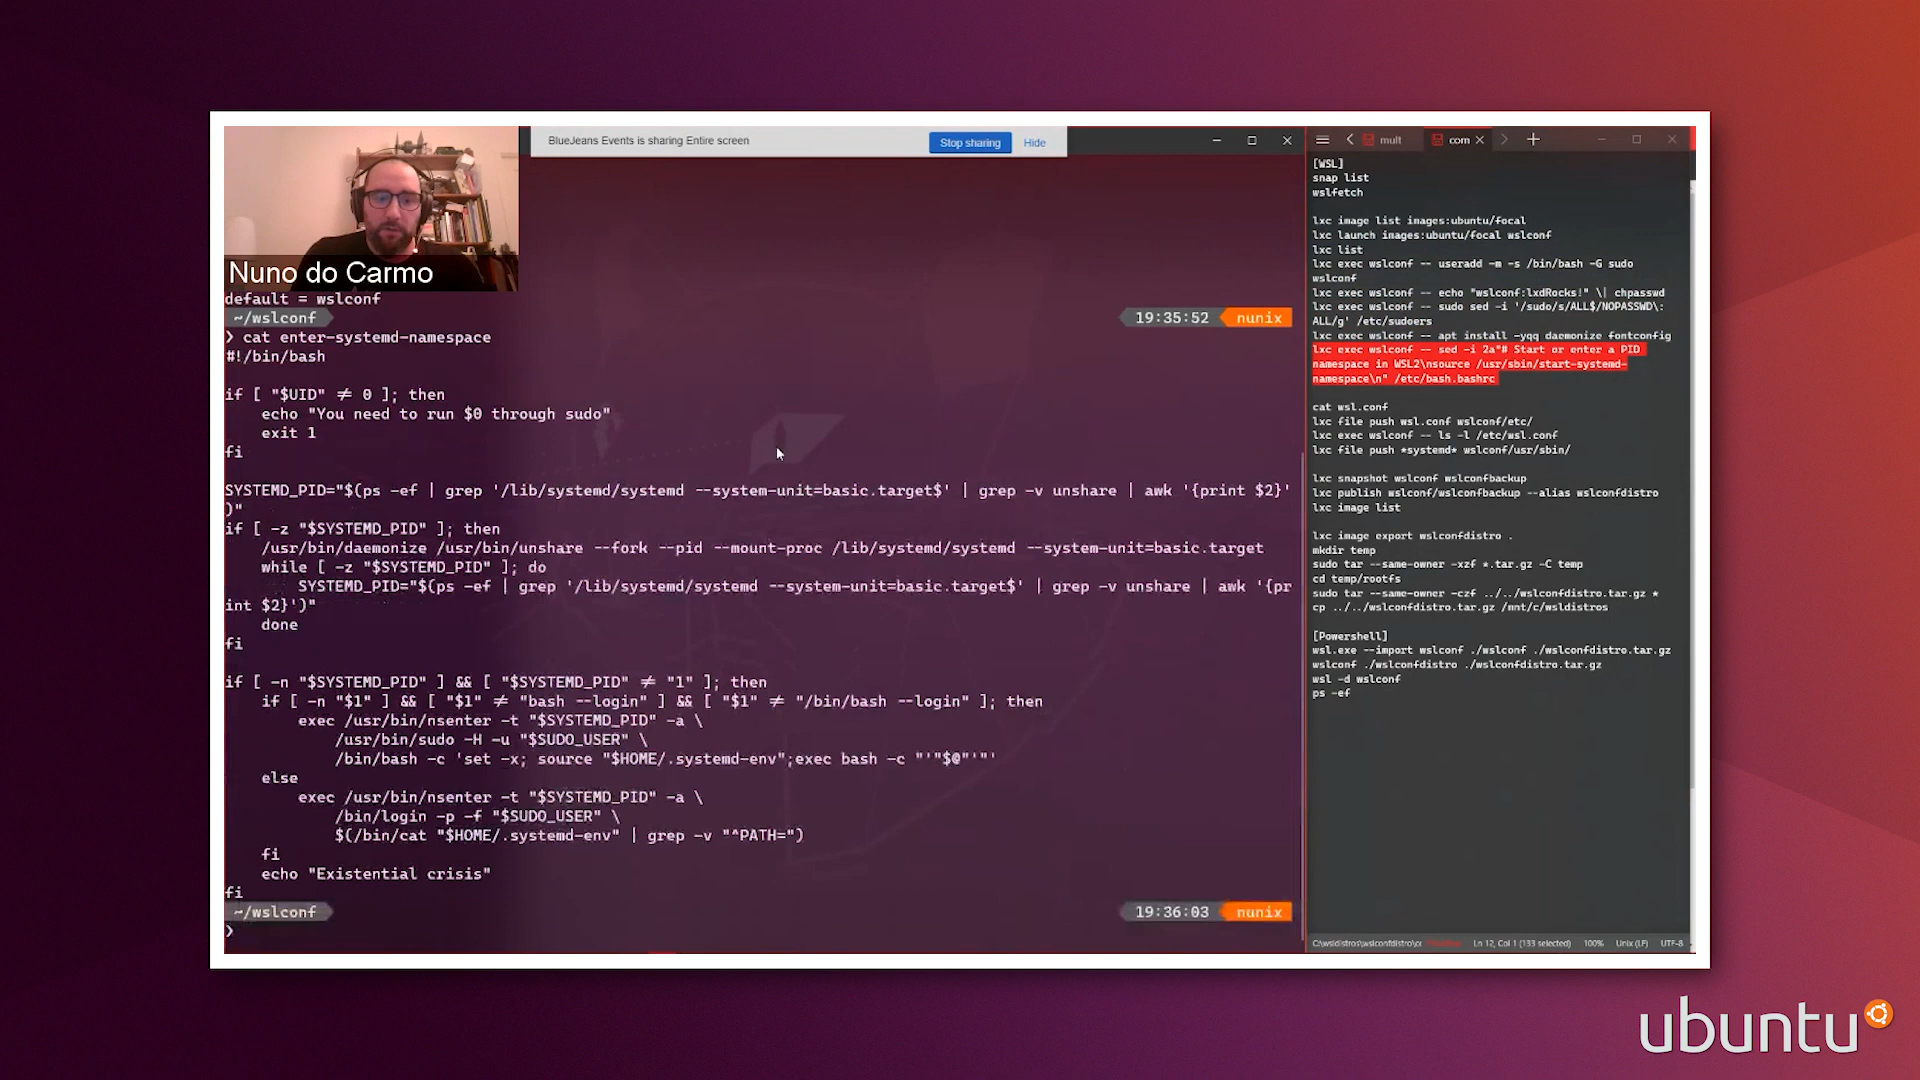 BlueJeans Events is sharing Entire screen
Stop sharing
Hide
Nuno do Carmo
default = wslconf
~/wslconf
19:35:52
nunix
❯ cat enter-systemd-namespace
#!/bin/bash
if [ "$UID" ≠ 0 ]; then
echo "You need to run $0 through sudo"
exit 1
fi
SYSTEMD_PID="$(ps -ef | grep '/lib/systemd/systemd --system-unit=basic.target$' | grep -v unshare | awk '{print $2}'
)"
if [ -z "$SYSTEMD_PID" ]; then
/usr/bin/daemonize /usr/bin/unshare --fork --pid --mount-proc /lib/systemd/systemd --system-unit=basic.target
while [ -z "$SYSTEMD_PID" ]; do
SYSTEMD_PID="$(ps -ef | grep '/lib/systemd/systemd --system-unit=basic.target$' | grep -v unshare | awk '{pr
int $2}')"
done
fi
if [ -n "$SYSTEMD_PID" ] && [ "$SYSTEMD_PID" ≠ "1" ]; then
if [ -n "$1" ] && [ "$1" ≠ "bash --login" ] && [ "$1" ≠ "/bin/bash --login" ]; then
exec /usr/bin/nsenter -t "$SYSTEMD_PID" -a \
/usr/bin/sudo -H -u "$SUDO_USER" \
/bin/bash -c 'set -x; source "$HOME/.systemd-env";exec bash -c "'"$@"'"'
else
exec /usr/bin/nsenter -t "$SYSTEMD_PID" -a \
/bin/login -p -f "$SUDO_USER" \
$(/bin/cat "$HOME/.systemd-env" | grep -v "^PATH=")
fi
echo "Existential crisis"
fi
~/wslconf
19:36:03
nunix
❯
mult
com
[WSL]
snap list
wslfetch
lxc image list images:ubuntu/focal
lxc launch images:ubuntu/focal wslconf
lxc list
lxc exec wslconf -- useradd -m -s /bin/bash -G sudo
wslconf
lxc exec wslconf -- echo "wslconf:lxdRocks!" \| chpasswd
lxc exec wslconf -- sudo sed -i '/sudo/s/ALL$/NOPASSWD\:
ALL/g' /etc/sudoers
lxc exec wslconf -- apt install -yqq daemonize fontconfig
lxc exec wslconf -- sed -i 2a"# Start or enter a PID
namespace in WSL2\nsource /usr/sbin/start-systemd-
namespace\n" /etc/bash.bashrc
cat wsl.conf
lxc file push wsl.conf wslconf/etc/
lxc exec wslconf -- ls -l /etc/wsl.conf
lxc file push *systemd* wslconf/usr/sbin/
lxc snapshot wslconf wslconfbackup
lxc publish wslconf/wslconfbackup --alias wslconfdistro
lxc image list
lxc image export wslconfdistro .
mkdir temp
sudo tar --same-owner -xzf *.tar.gz -C temp
cd temp/rootfs
sudo tar --same-owner -czf ../../wslconfdistro.tar.gz *
cp ../../wslconfdistro.tar.gz /mnt/c/wsldistros
[Powershell]
wsl.exe --import wslconf ./wslconf ./wslconfdistro.tar.gz
wslconf ./wslconfdistro ./wslconfdistro.tar.gz
wsl -d wslconf
ps -ef
C:\wsldistros\wslconfdistro\cr
Ln 12, Col 1 (133 selected)
100%
Unix (LF)
UTF-8
ubuntu